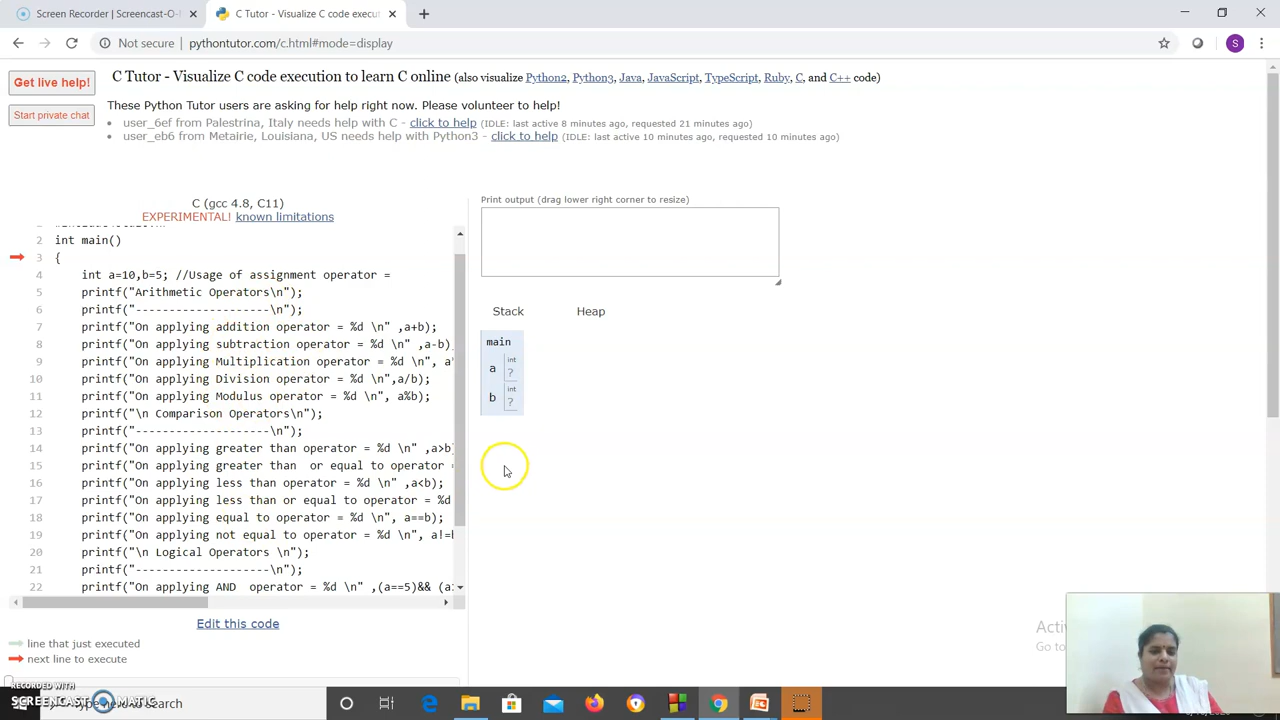 Screen Recorder | Screencast-O-
C Tutor - Visualize C code execut
Not secure | pythontutor.com/c.html#mode=display
S
Get live help!
C Tutor - Visualize C code execution to learn C online (also visualize Python2, Python3, Java, JavaScript, TypeScript, Ruby, C, and C++ code)
Start private chat
These Python Tutor users are asking for help right now. Please volunteer to help!
• user_6ef from Palestrina, Italy needs help with C - click to help (IDLE: last active 8 minutes ago, requested 21 minutes ago)
• user_eb6 from Metairie, Louisiana, US needs help with Python3 - click to help (IDLE: last active 10 minutes ago, requested 10 minutes ago)
C (gcc 4.8, C11)
EXPERIMENTAL! known limitations
2 int main()
3 {
4 int a=10,b=5; //Usage of assignment operator =
5 printf("Arithmetic Operators\n");
6 printf("--------------------\n");
7 printf("On applying addition operator = %d \n" ,a+b);
8 printf("On applying subtraction operator = %d \n" ,a-b);
9 printf("On applying Multiplication operator = %d \n", a*
10 printf("On applying Division operator = %d \n",a/b);
11 printf("On applying Modulus operator = %d \n", a%b);
12 printf("\n Comparison Operators\n");
13 printf("--------------------\n");
14 printf("On applying greater than operator = %d \n" ,a>b)
15 printf("On applying greater than  or equal to operator =
16 printf("On applying less than operator = %d \n" ,a<b);
17 printf("On applying less than or equal to operator = %d
18 printf("On applying equal to operator = %d \n", a==b);
19 printf("On applying not equal to operator = %d \n", a!=b
20 printf("\n Logical Operators \n");
21 printf("--------------------\n");
22 printf("On applying AND  operator = %d \n" ,(a==5)&& (a
Edit this code
line that just executed
next line to execute
Print output (drag lower right corner to resize)
Stack Heap
main
int
a ?
int
b ?
Go to
RECORDED WITH
SCREENCAST MATIC
here to search